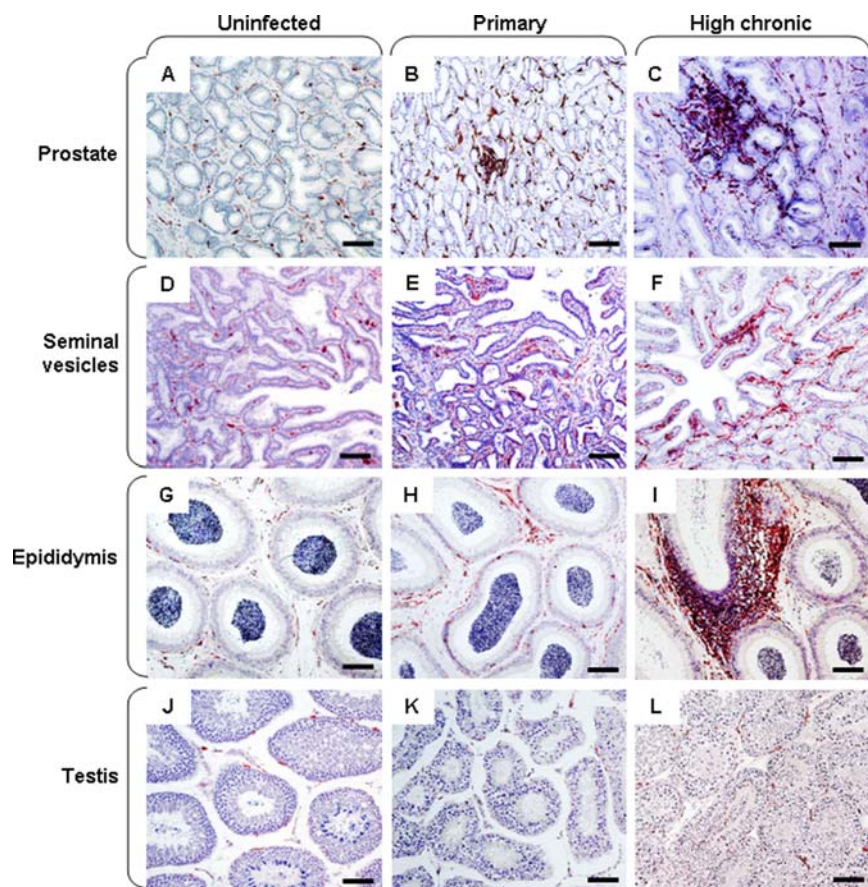 Uninfected
Primary
High chronic
Prostate
A
B
C
Seminal
vesicles
D
E
F
Epididymis
G
H
I
Testis
J
K
L